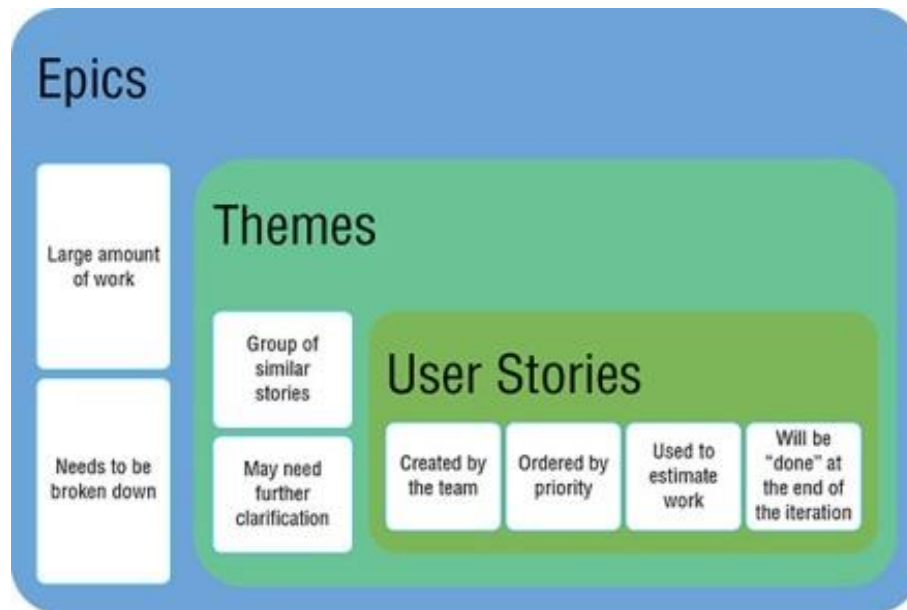 Epics
Large amount
of work
Needs to be
broken down
Themes
Group of
similar
stories
May need
further
clarification
User Stories
Created by
the team
Ordered by
priority
Used to
estimate
work
Will be
“done” at
the end of
the iteration